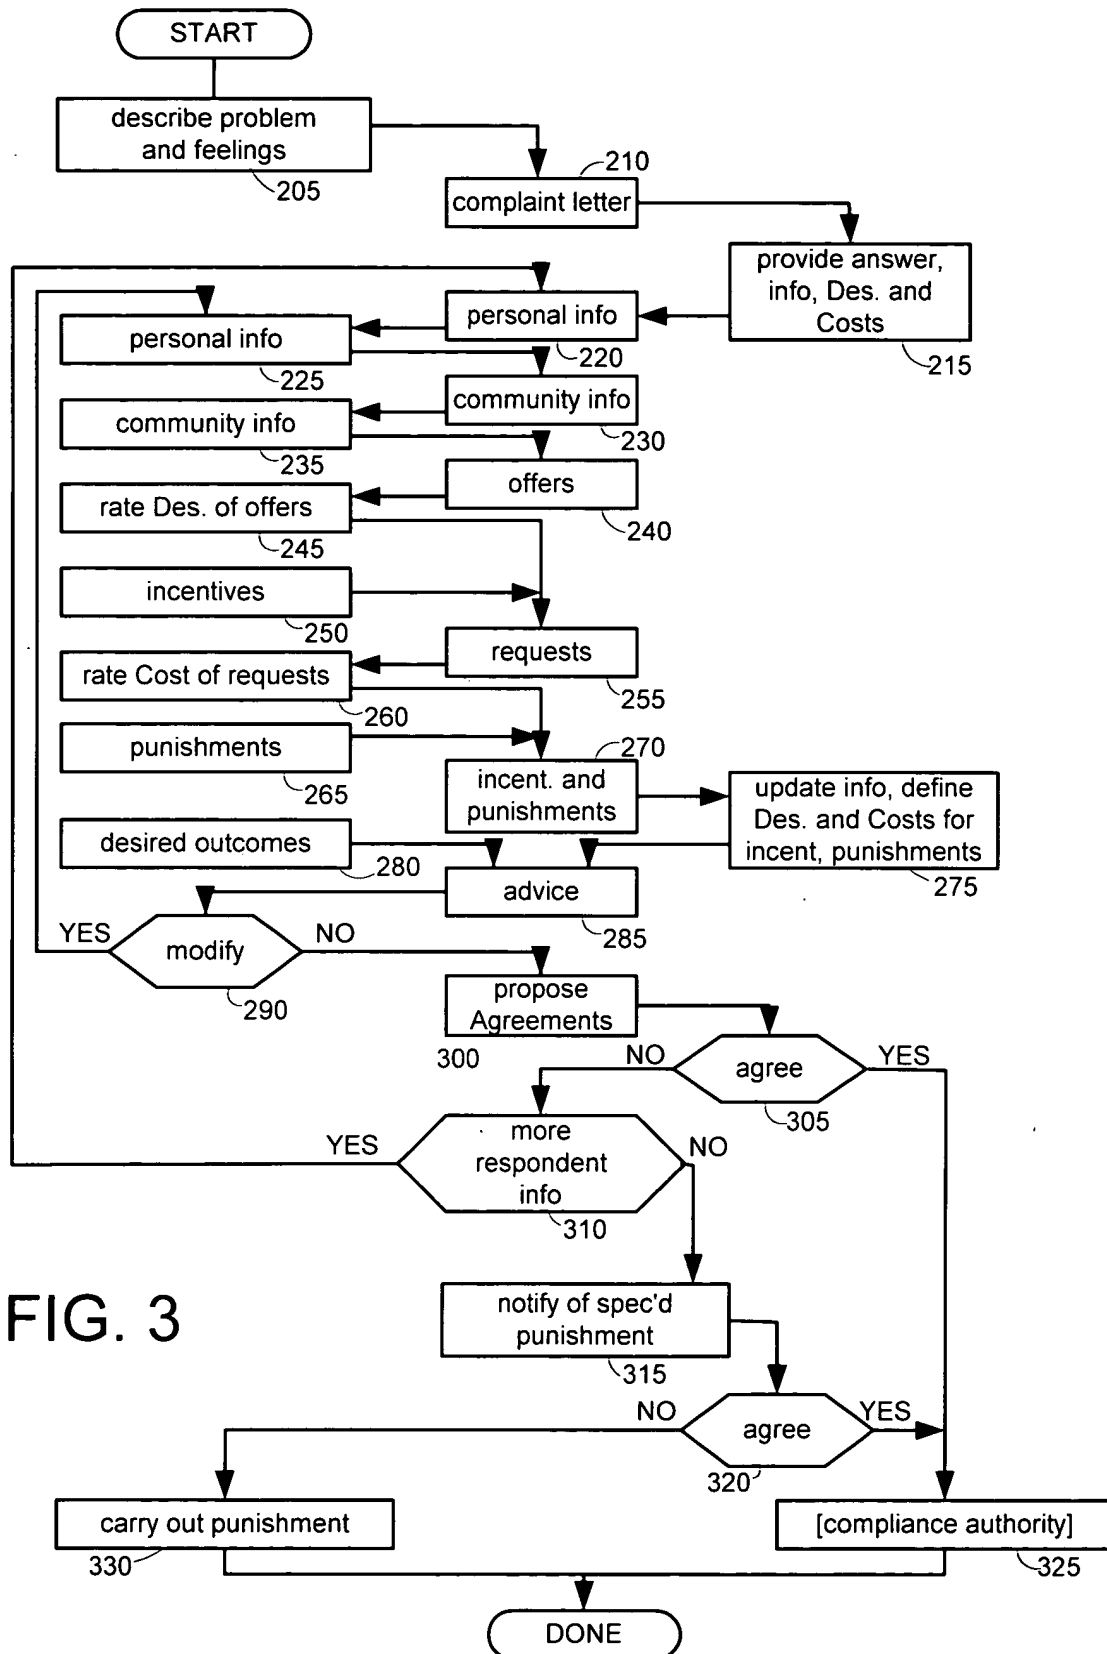 START
describe problem
and feelings
205
210
complaint letter
provide answer,
info, Des. and
Costs
215
personal info
220
personal info
225
community info
230
community info
235
offers
240
rate Des. of offers
245
incentives
250
requests
255
rate Cost of requests
260
punishments
265
270
incent. and
punishments
update info, define
Des. and Costs for
incent, punishments
275
desired outcomes
280
advice
285
YES
modify
NO
290
propose
Agreements
300
NO
agree
YES
305
YES
more
respondent
info
NO
310
FIG. 3
notify of spec'd
punishment
315
NO
agree
YES
320
carry out punishment
330
[compliance authority]
325
DONE